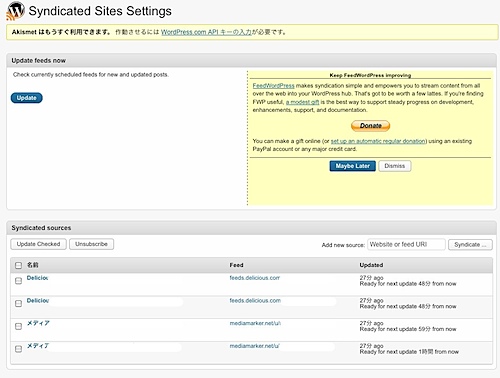 Syndicated Sites Settings
Akismet はもうすぐ利用できます。 作動させるには WordPress.com API キーの入力が必要です。
Update feeds now
Check currently scheduled feeds for new and updated posts.
Update
Keep FeedWordPress improving
FeedWordPress makes syndication simple and empowers you to stream content from all
over the web into your WordPress hub. That's got to be worth a few lattes. If you're finding
FWP useful, a modest gift is the best way to support steady progress on development,
enhancements, support, and documentation.
Donate
You can make a gift online (or set up an automatic regular donation) using an existing
PayPal account or any major credit card.
Maybe Later Dismiss
Syndicated sources
Update Checked Unsubscribe Add new source: Website or feed URI Syndicate ...
名前 Feed Updated
feeds.delicious.com 27分 ago
Ready for next update 48分 from now
feeds.delicious.com 27分 ago
Ready for next update 48分 from now
メディア mediamarker.net/u 27分 ago
Ready for next update 59分 from now
mediamarker.net/u 27分 ago
Ready for next update 1時間 from now